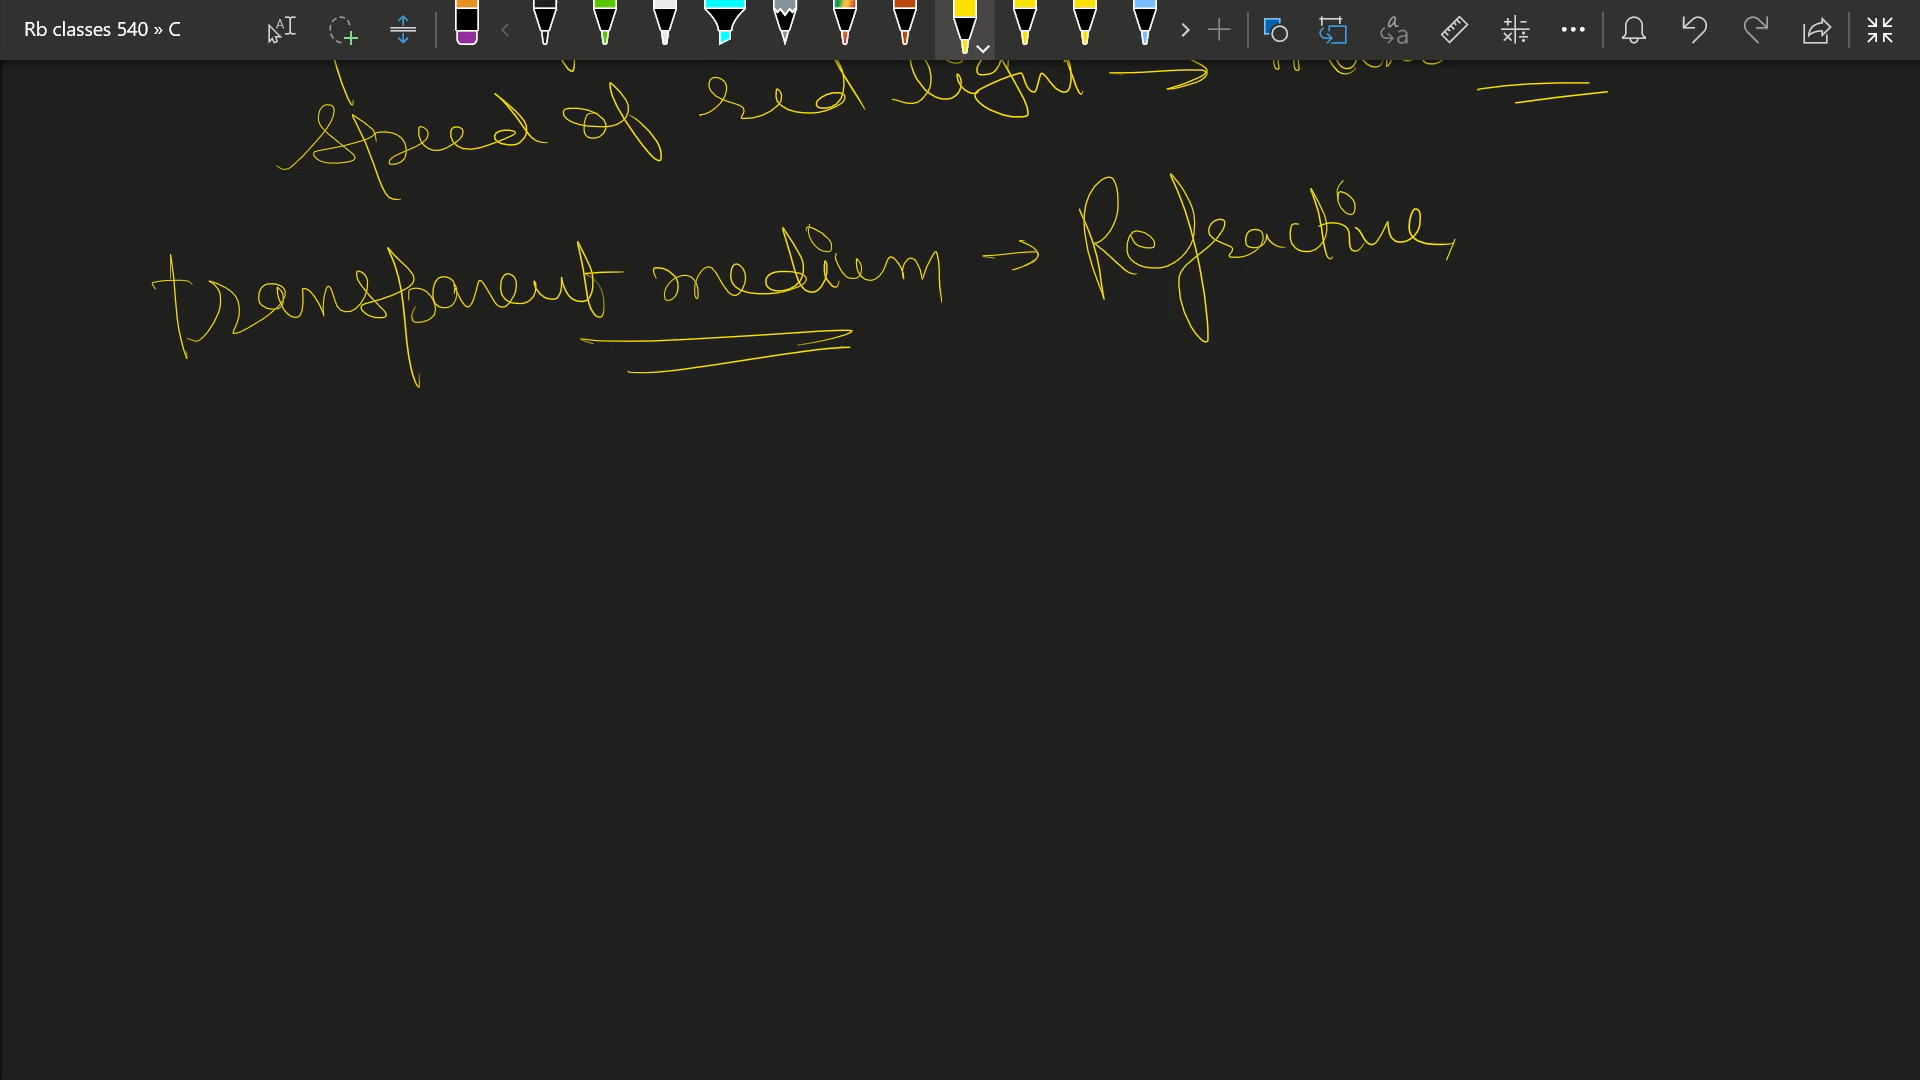 Rb classes 540 » C
Speed of red light →
transparent medium → Refractive,